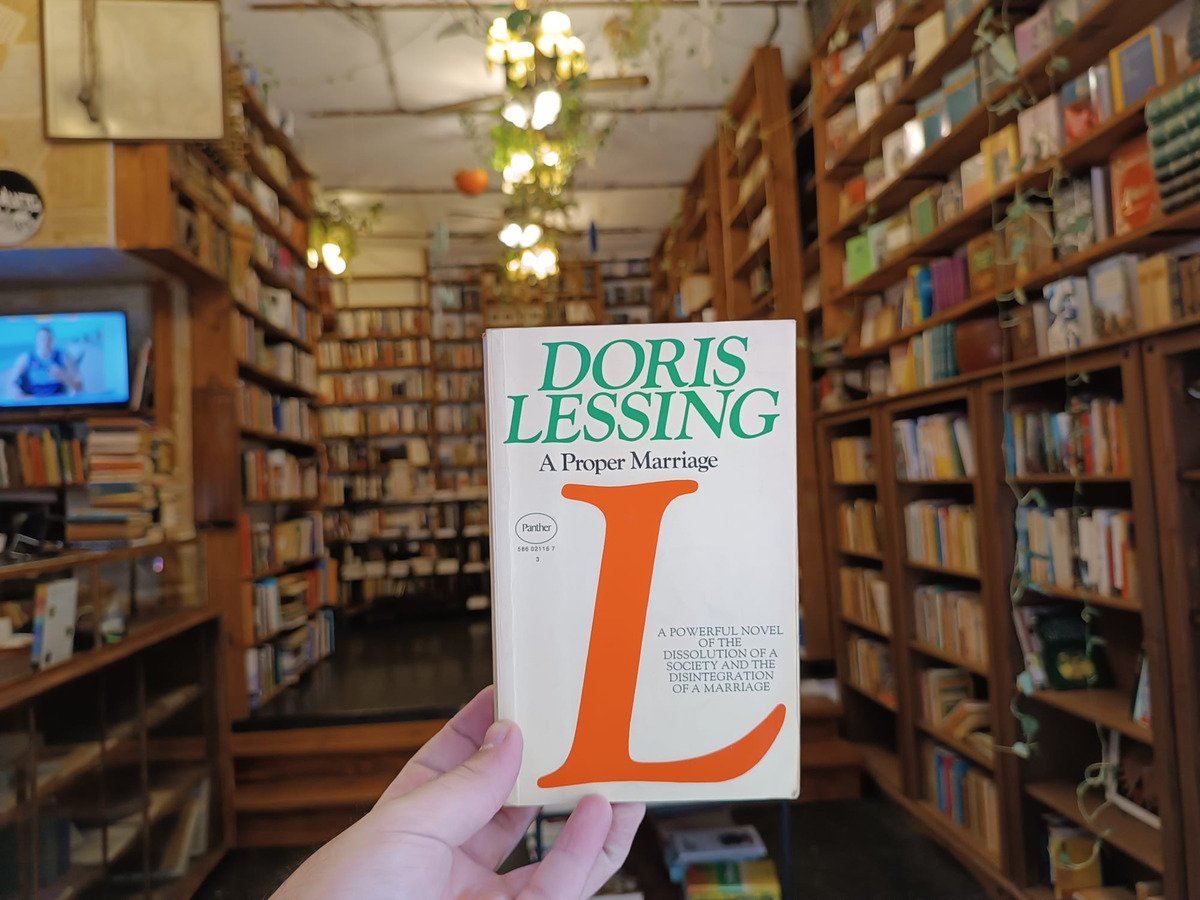 DORIS
LESSING
A Proper Marriage
Panther
586 02116 7
3
L
A POWERFUL NOVEL
OF THE
DISSOLUTION OF A
SOCIETY AND THE
DISINTEGRATION
OF A MARRIAGE